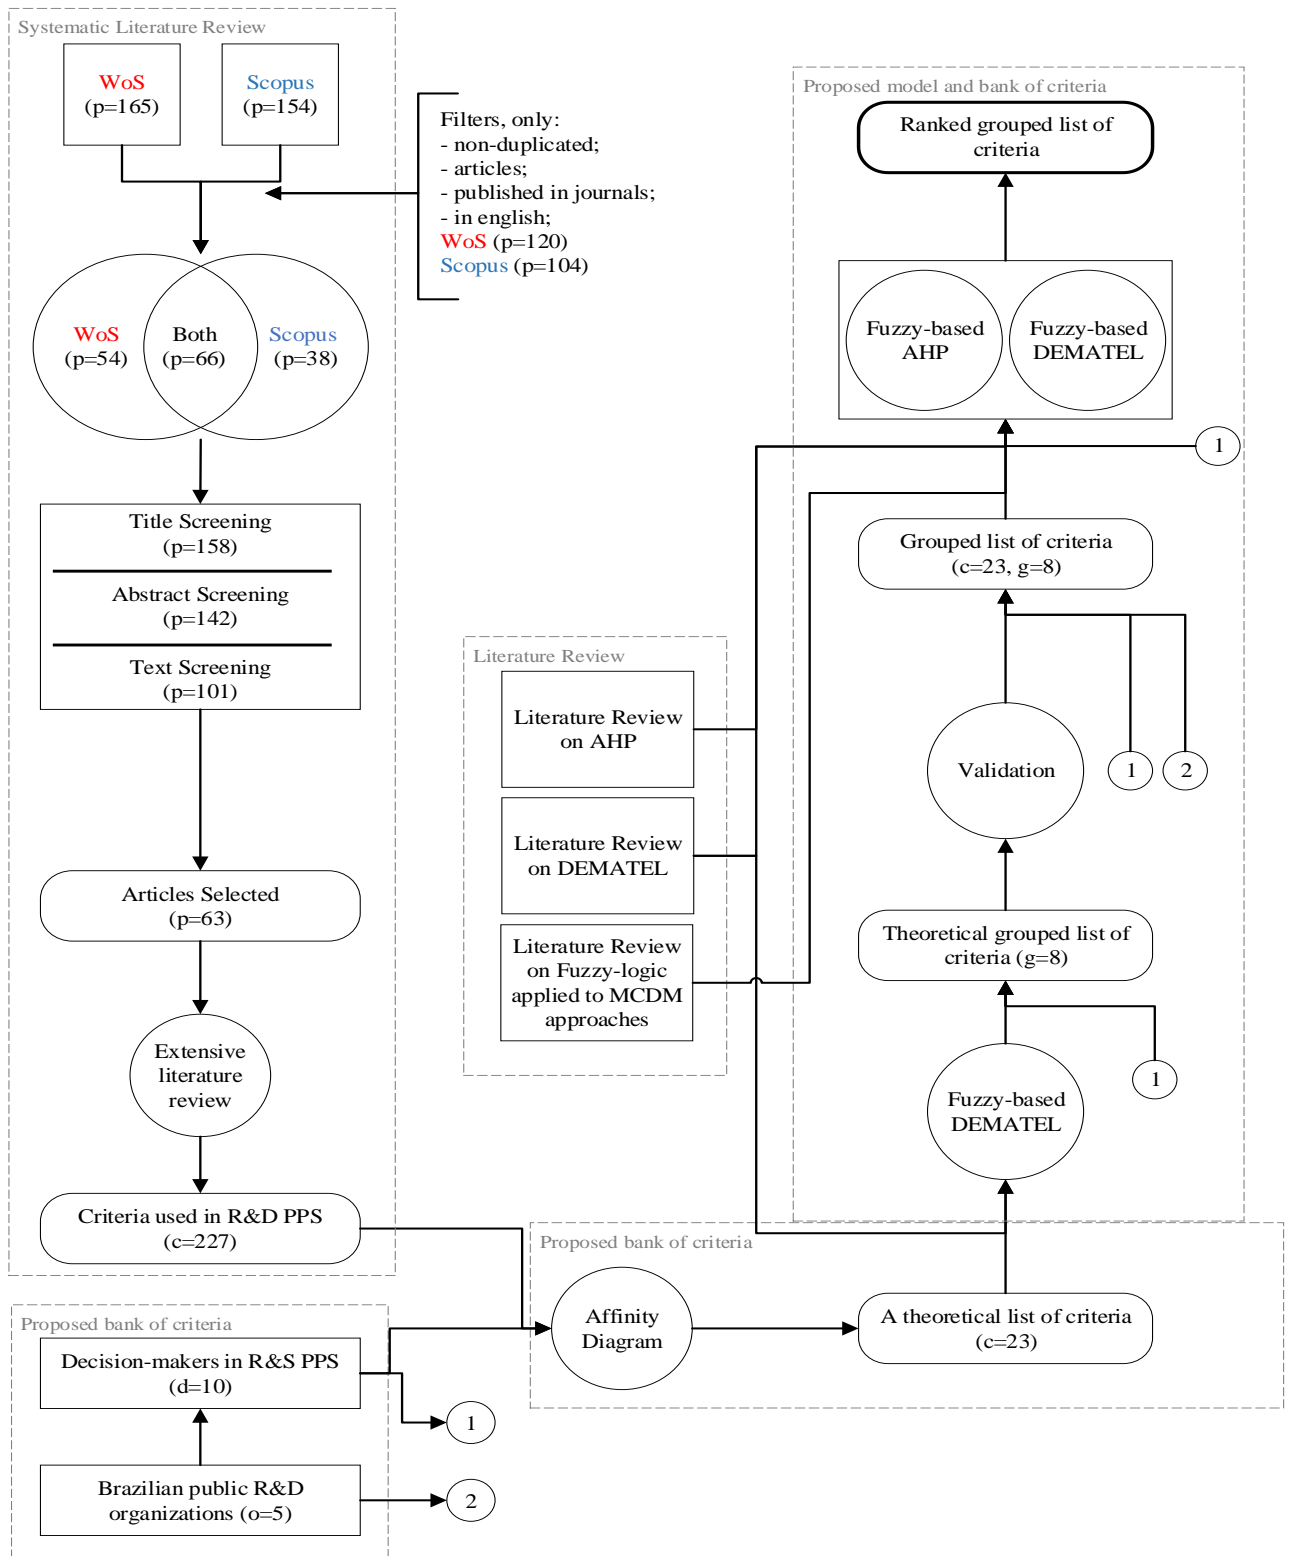 Systematic Literature Review
WoS
(p=165)
Scopus
(p=154)
Filters, only:
- non-duplicated;
- articles;
- published in journals;
- in english;
WoS (p=120)
Scopus (p=104)
WoS
(p=54)
Both
(p=66)
Scopus
(p=38)
Title Screening
(p=158)
Abstract Screening
(p=142)
Text Screening
(p=101)
Articles Selected
(p=63)
Extensive
literature
review
Criteria used in R&D PPS
(c=227)
Proposed bank of criteria
Decision-makers in R&S PPS
(d=10)
Brazilian public R&D
organizations (o=5)
1
2
Literature Review
Literature Review
on AHP
Literature Review
on DEMATEL
Literature Review
on Fuzzy-logic
applied to MCDM
approaches
Proposed bank of criteria
Affinity
Diagram
A theoretical list of criteria
(c=23)
Proposed model and bank of criteria
Ranked grouped list of
criteria
Fuzzy-based
AHP
Fuzzy-based
DEMATEL
1
Grouped list of criteria
(c=23, g=8)
Validation
1
2
Theoretical grouped list of
criteria (g=8)
Fuzzy-based
DEMATEL
1